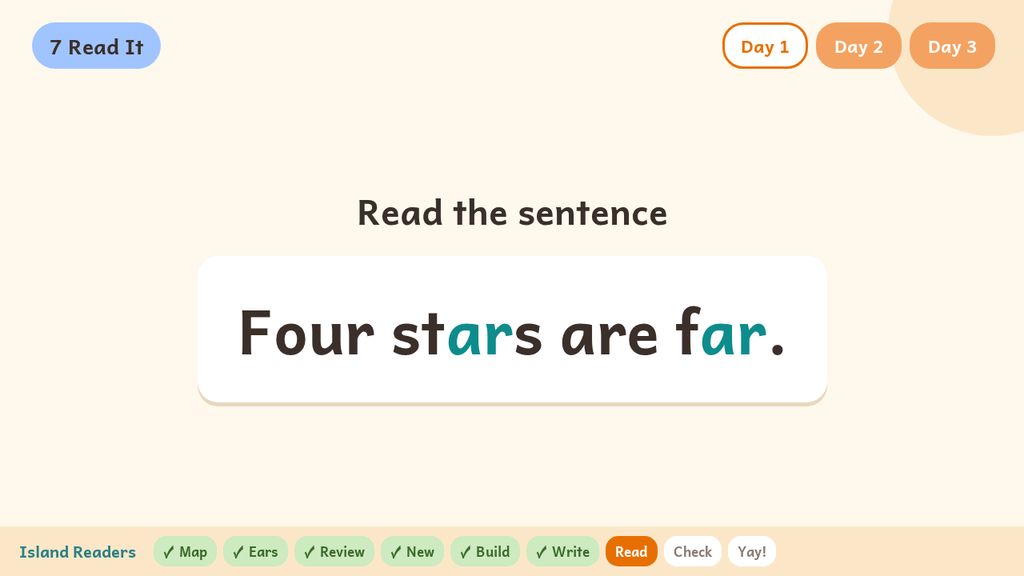 7 Read It
Day 1 Day 2 Day 3
Read the sentence
Four stars are far.
Island Readers ✓ Map ✓ Ears ✓ Review ✓ New ✓ Build ✓ Write Read Check Yay!